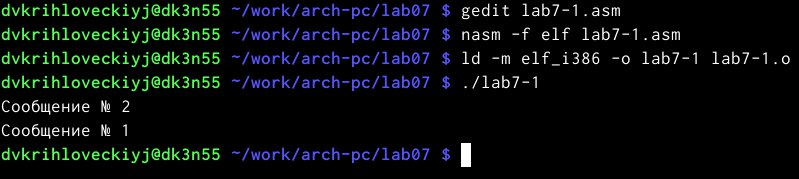 dvkrihloveckiyj@dk3n55 ~/work/arch-pc/lab07 $ gedit lab7-1.asm
dvkrihloveckiyj@dk3n55 ~/work/arch-pc/lab07 $ nasm -f elf lab7-1.asm
dvkrihloveckiyj@dk3n55 ~/work/arch-pc/lab07 $ ld -m elf_i386 -o lab7-1 lab7-1.o
dvkrihloveckiyj@dk3n55 ~/work/arch-pc/lab07 $ ./lab7-1
Сообщение № 2
Сообщение № 1
dvkrihloveckiyj@dk3n55 ~/work/arch-pc/lab07 $